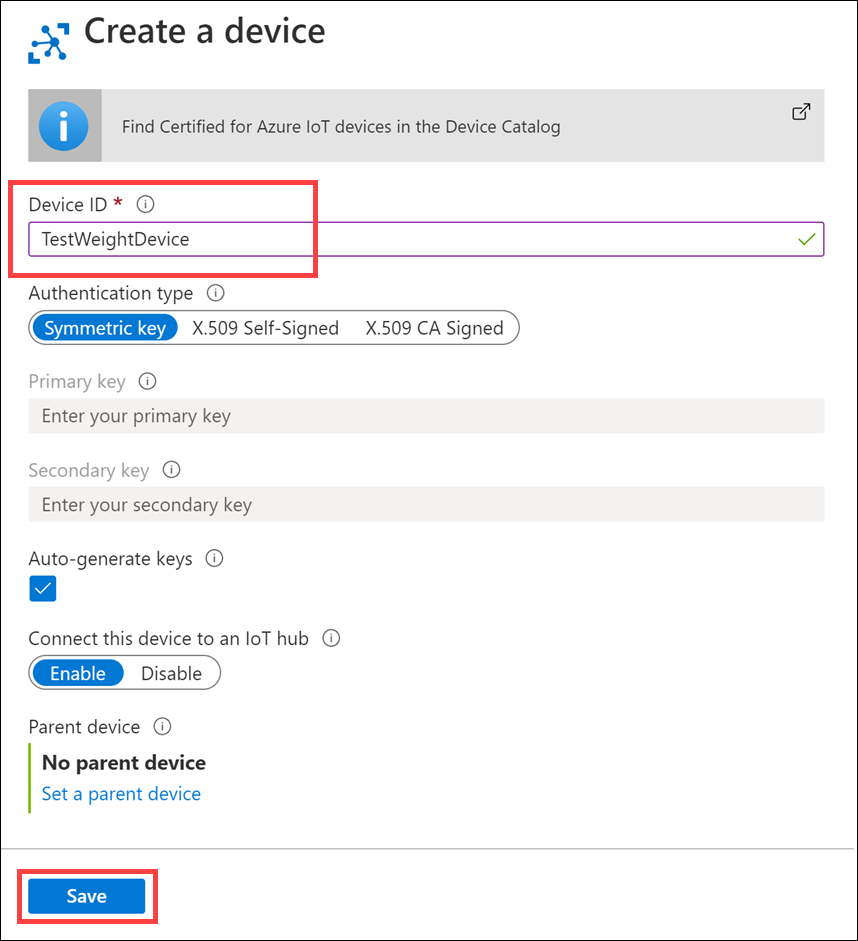 Create a device
Find Certified for Azure IoT devices in the Device Catalog
Device ID *
TestWeightDevice
Authentication type
Symmetric key X.509 Self-Signed X.509 CA Signed
Primary key
Enter your primary key
Secondary key
Enter your secondary key
Auto-generate keys
Connect this device to an IoT hub
Enable Disable
Parent device
No parent device
Set a parent device
Save